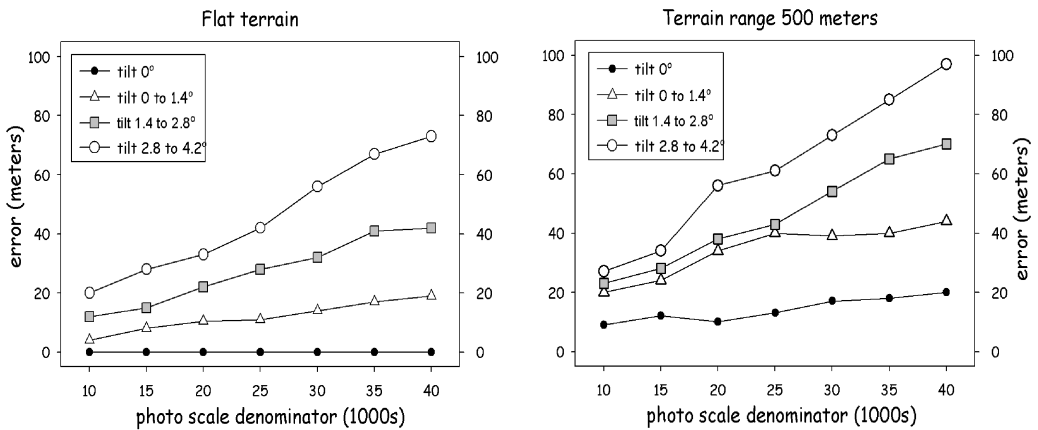 Flat terrain
100
80
60
40
20
0
error (meters)
tilt 0°
tilt 0 to 1.4°
tilt 1.4 to 2.8°
tilt 2.8 to 4.2°
100
80
60
40
20
0
10 15 20 25 30 35 40
photo scale denominator (1000s)
Terrain range 500 meters
100
80
60
40
20
0
tilt 0°
tilt 0 to 1.4°
tilt 1.4 to 2.8°
tilt 2.8 to 4.2°
100
80
60
40
20
0
error (meters)
10 15 20 25 30 35 40
photo scale denominator (1000s)